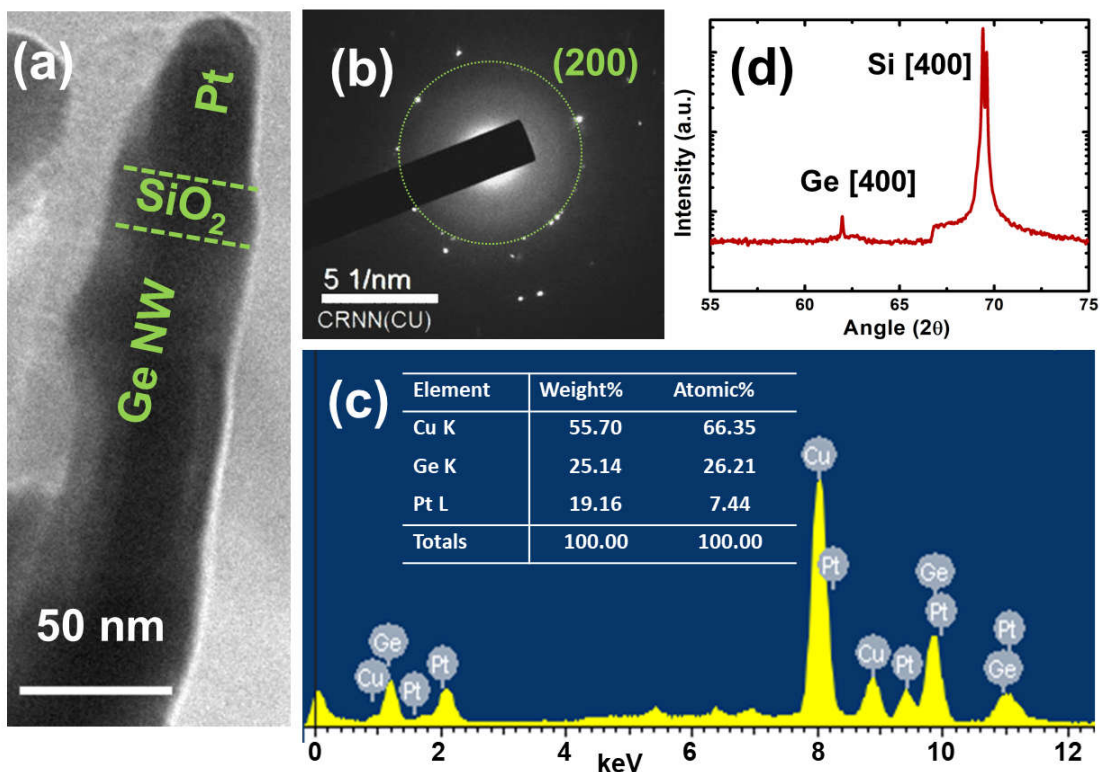 (a)
Pt
SiO2
Ge NW
50 nm
(b)
(200)
5 1/nm
CRNN(CU)
(d)
Si [400]
Ge [400]
Intensity (a.u.)
55 60 65 70 75
Angle (2θ)
(c)
Element Weight% Atomic%
Cu K 55.70 66.35
Ge K 25.14 26.21
Pt L 19.16 7.44
Totals 100.00 100.00
Cu
Ge
Pt
Pt
Cu
Pt
Cu
Pt
Ge
Pt
Pt
Ge
0 2 4 6 8 10 12
keV